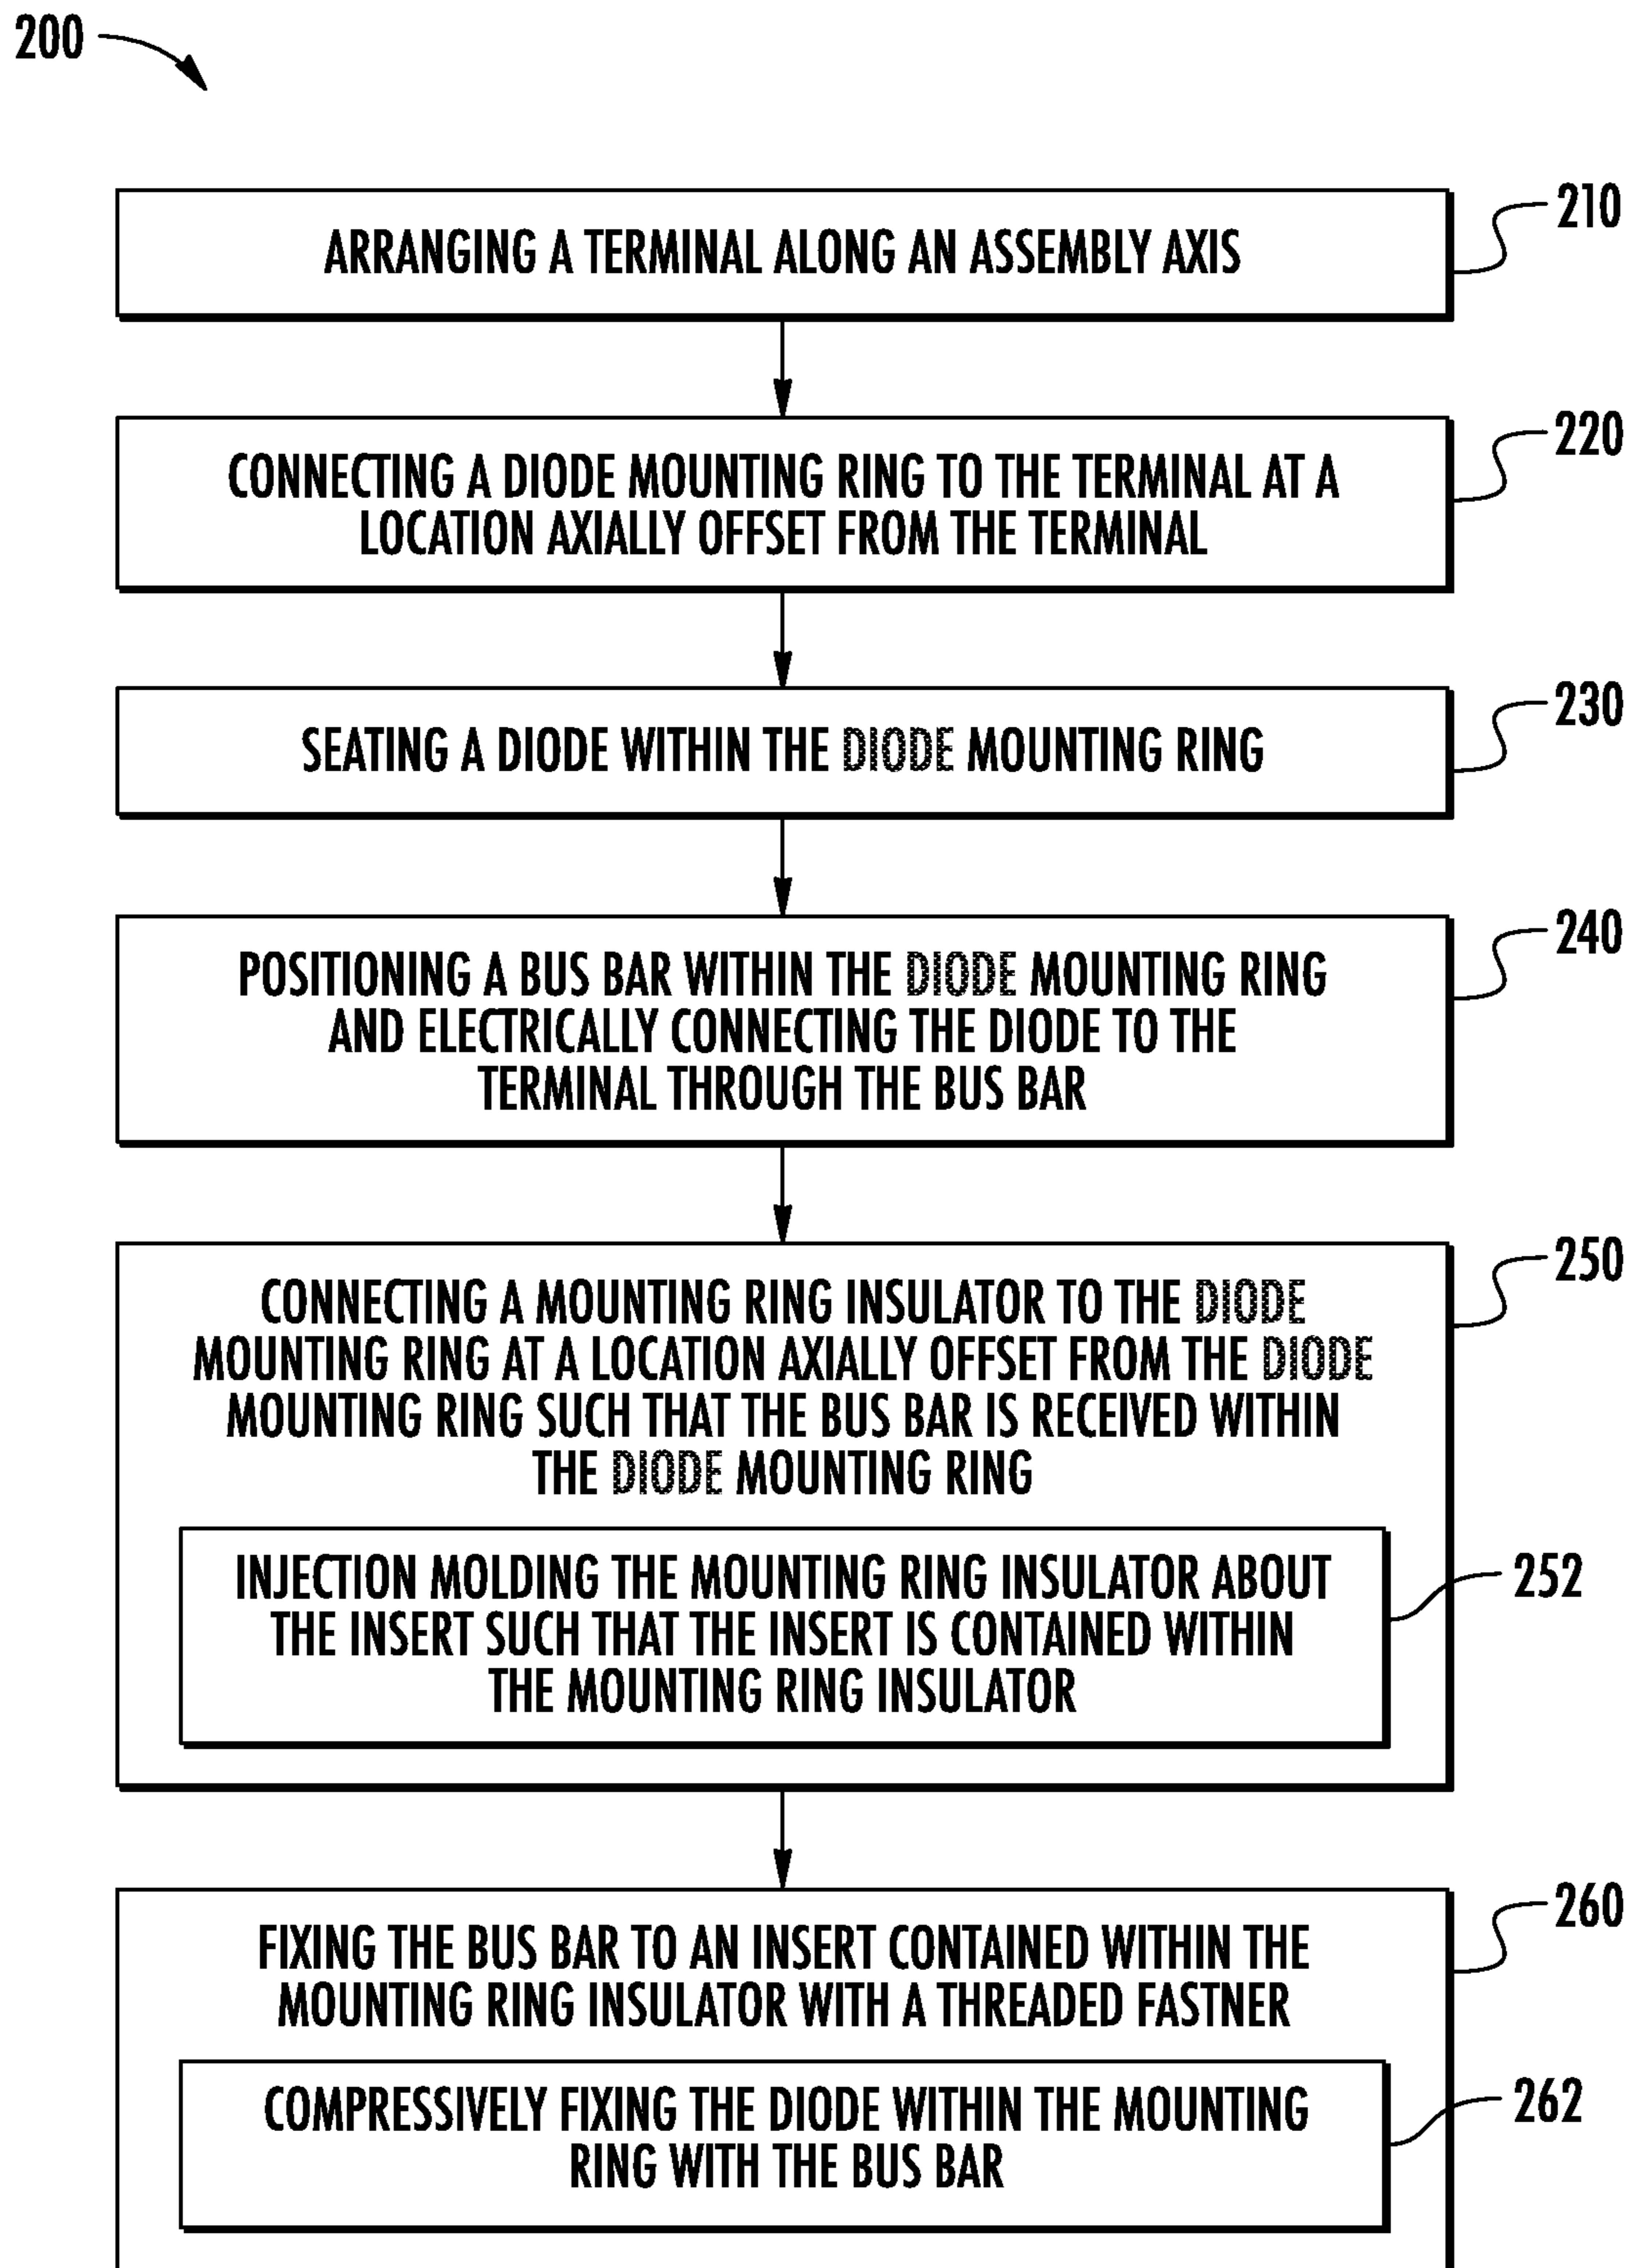 200
210
ARRANGING A TERMINAL ALONG AN ASSEMBLY AXIS
220
CONNECTING A DIODE MOUNTING RING TO THE TERMINAL AT A
LOCATION AXIALLY OFFSET FROM THE TERMINAL
230
SEATING A DIODE WITHIN THE DIODE MOUNTING RING
240
POSITIONING A BUS BAR WITHIN THE DIODE MOUNTING RING
AND ELECTRICALLY CONNECTING THE DIODE TO THE
TERMINAL THROUGH THE BUS BAR
250
CONNECTING A MOUNTING RING INSULATOR TO THE DIODE
MOUNTING RING AT A LOCATION AXIALLY OFFSET FROM THE DIODE
MOUNTING RING SUCH THAT THE BUS BAR IS RECEIVED WITHIN
THE DIODE MOUNTING RING
252
INJECTION MOLDING THE MOUNTING RING INSULATOR ABOUT
THE INSERT SUCH THAT THE INSERT IS CONTAINED WITHIN
THE MOUNTING RING INSULATOR
260
FIXING THE BUS BAR TO AN INSERT CONTAINED WITHIN THE
MOUNTING RING INSULATOR WITH A THREADED FASTNER
262
COMPRESSIVELY FIXING THE DIODE WITHIN THE MOUNTING
RING WITH THE BUS BAR